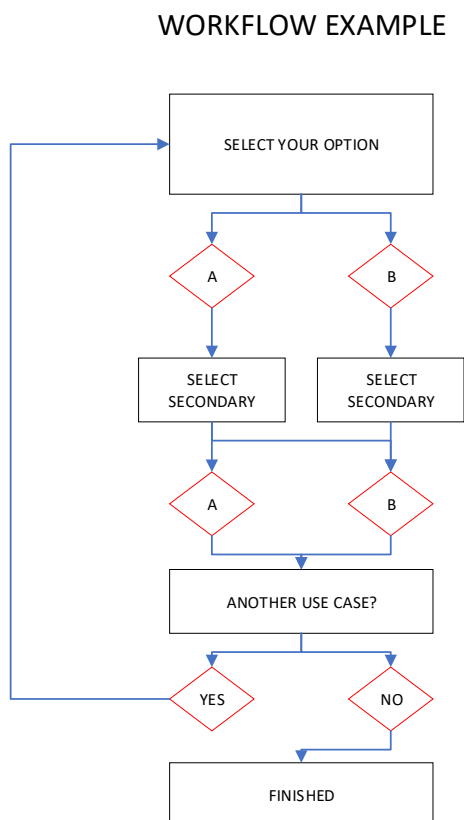 WORKFLOW EXAMPLE
SELECT YOUR OPTION
A
B
SELECT
SECONDARY
SELECT
SECONDARY
A
B
ANOTHER USE CASE?
YES
NO
FINISHED